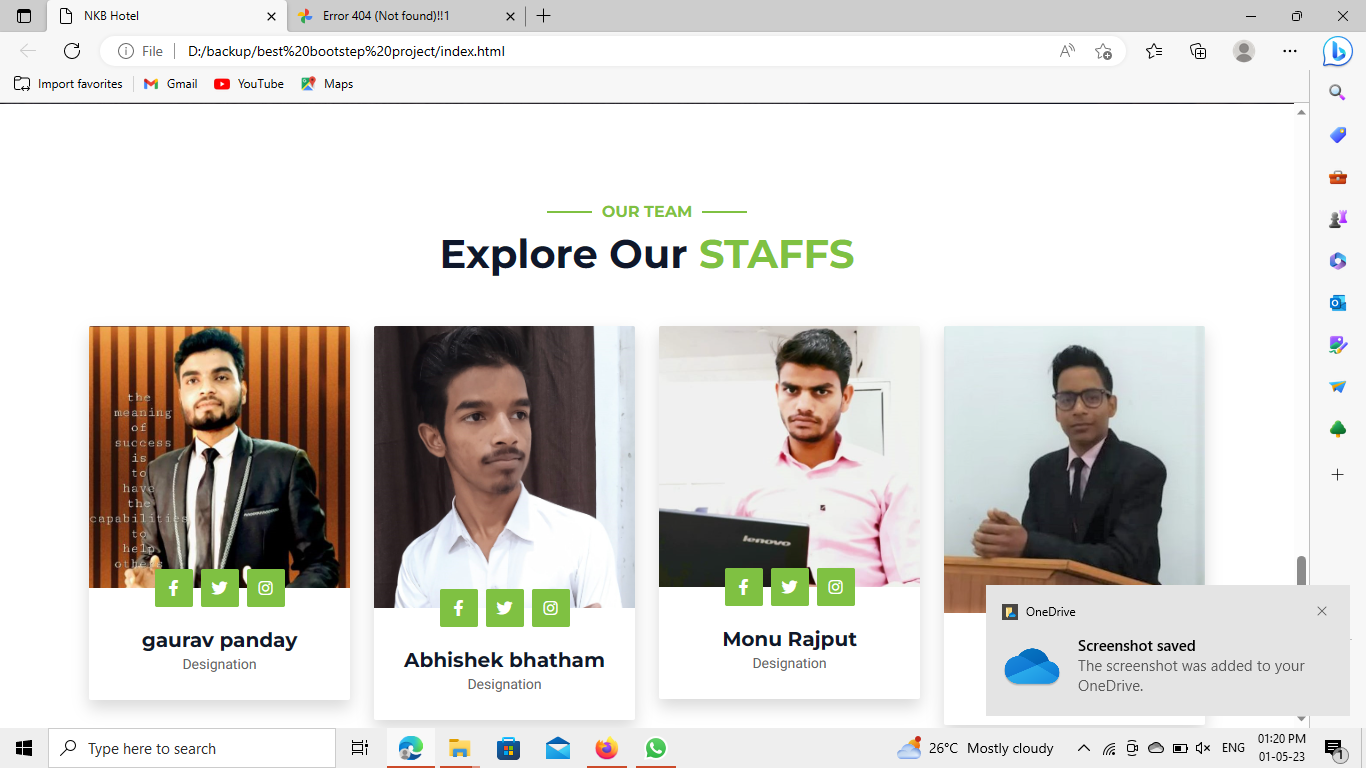 NKB Hotel
Error 404 (Not found)!!1
File
D:/backup/best%20bootstep%20project/index.html
Import favorites
Gmail
YouTube
Maps
OUR TEAM
Explore Our STAFFS
the
meaning
of
success
is
to
have
the
capabilities
to
help
others
lenovo
gaurav panday
Designation
Abhishek bhatham
Designation
Monu Rajput
Designation
OneDrive
Screenshot saved
The screenshot was added to your
OneDrive.
Type here to search
26°C Mostly cloudy
ENG
01:20 PM
01-05-23
1